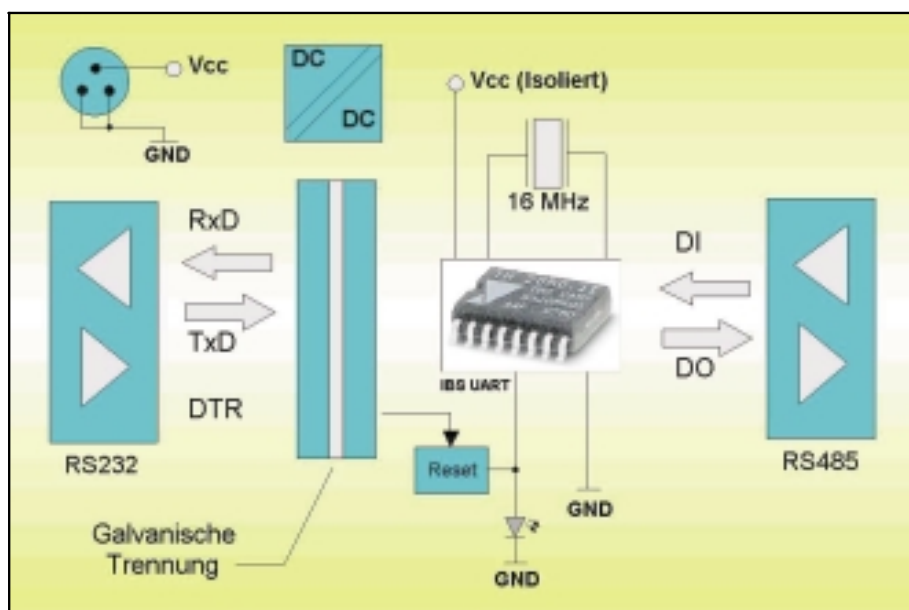 Vcc
GND
DC
DC
Vcc (Isoliert)
16 MHz
RxD
TxD
DTR
RS232
DI
DO
RS485
IBS UART
Reset
GND
GND
Galvanische
Trennung